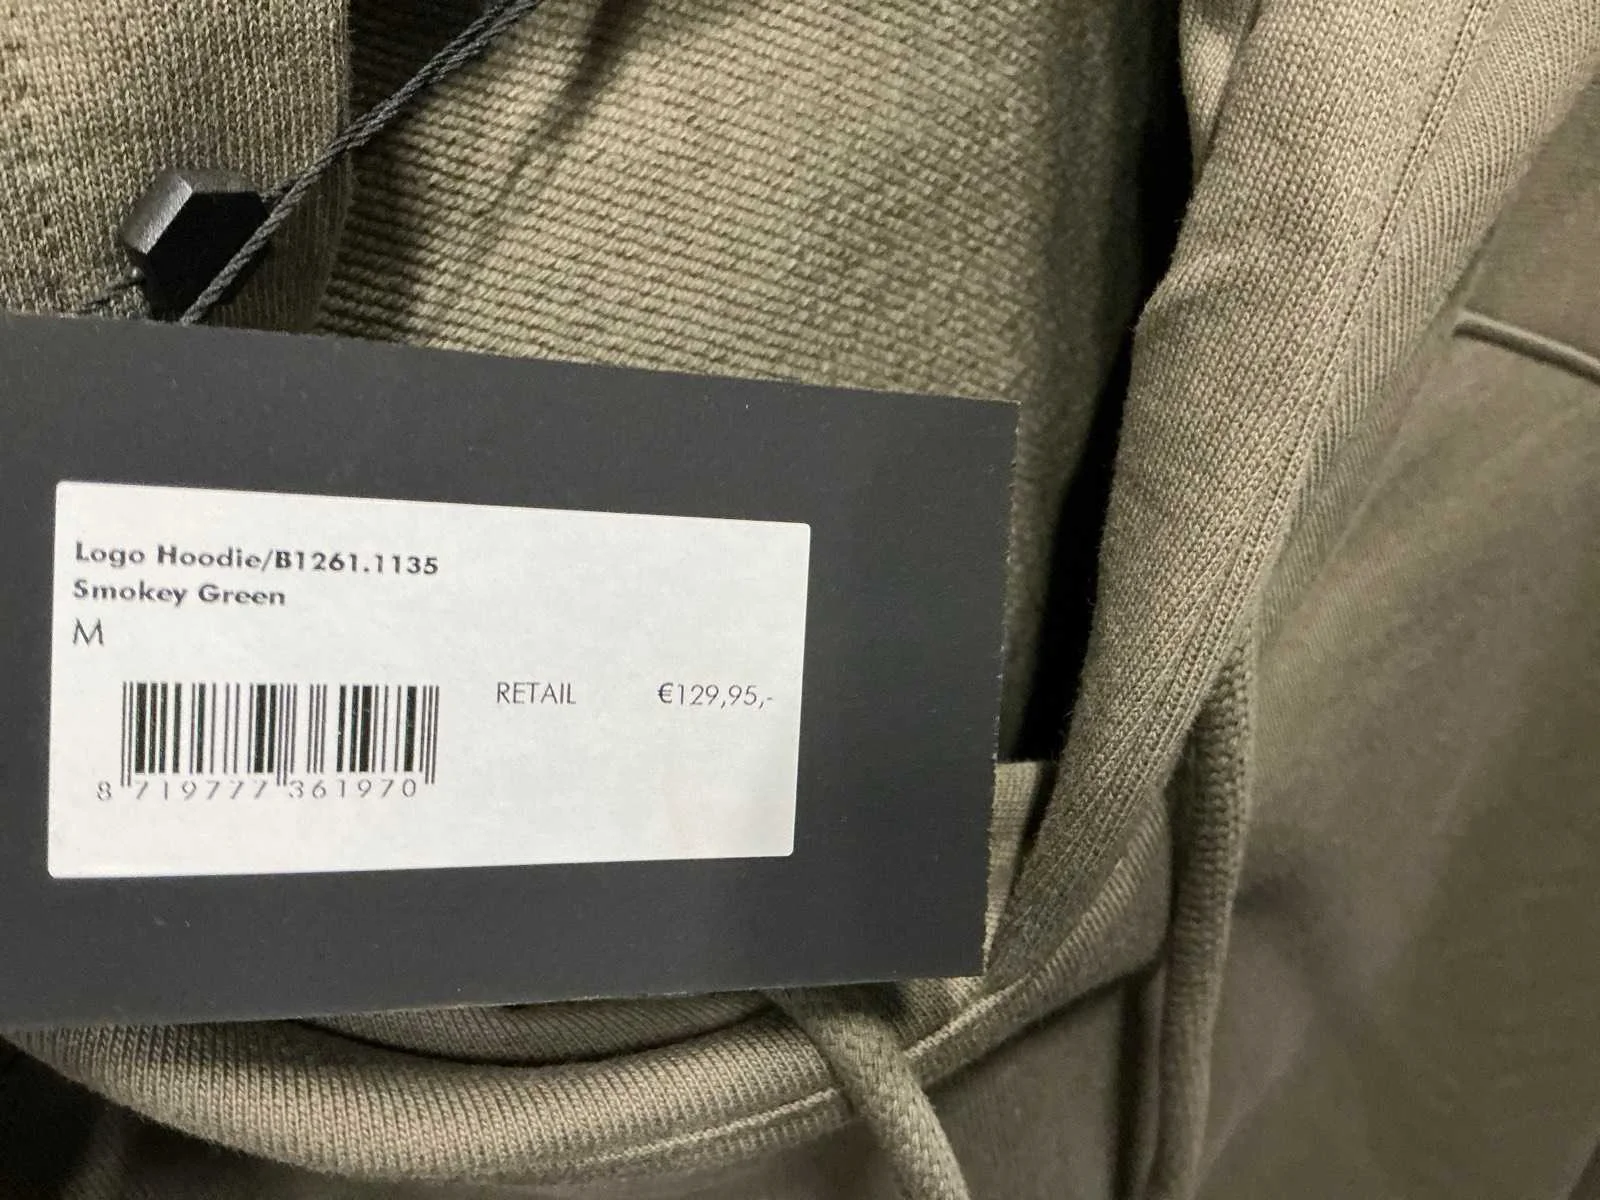 Logo Hoodie/B1261.1135
Smokey Green
M
RETAIL €129,95,-
8 719777 361970